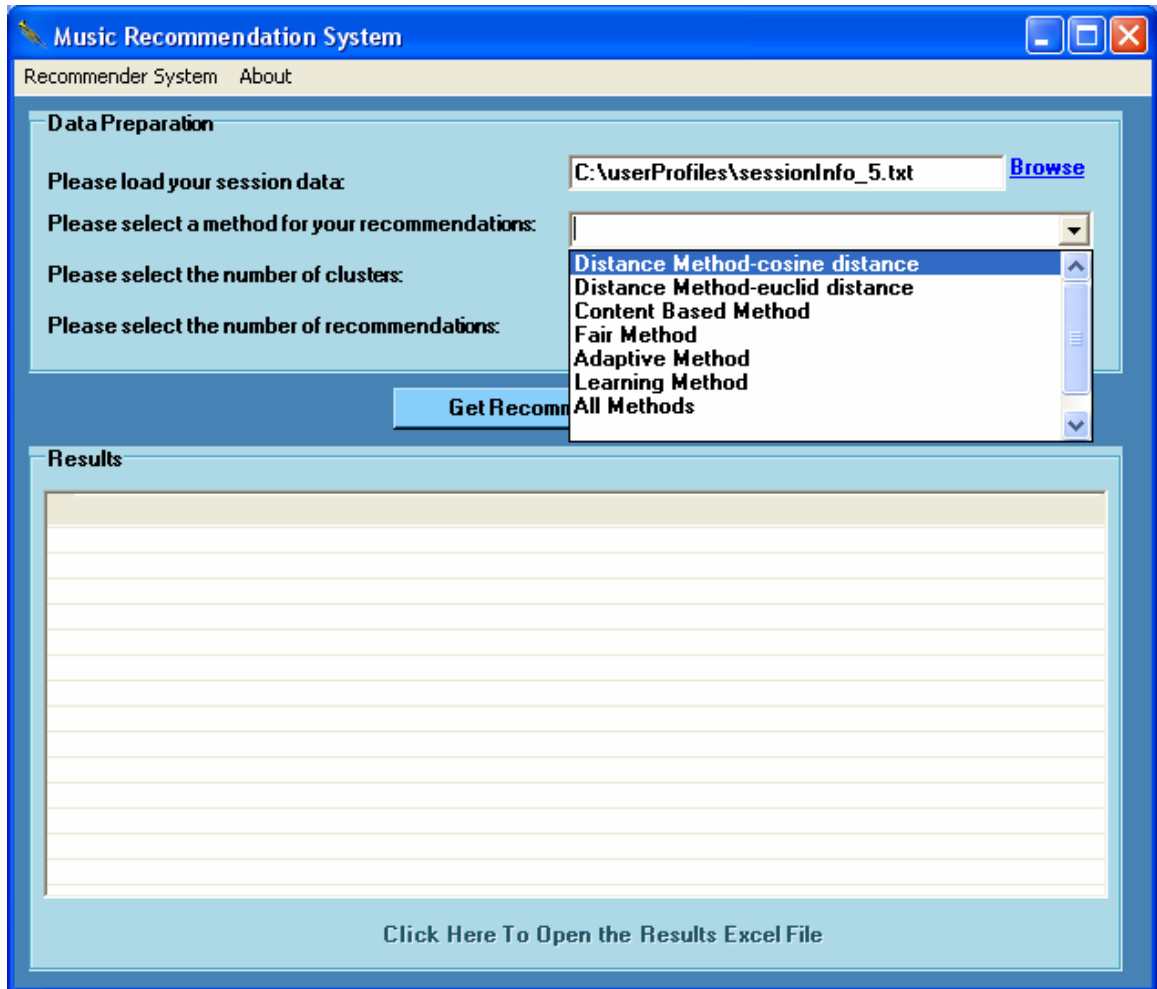 Music Recommendation System
Recommender System About
Data Preparation
Please load your session data:
C:\userProfiles\sessionInfo_5.txt Browse
Please select a method for your recommendations:
Distance Method-cosine distance
Distance Method-euclid distance
Content Based Method
Fair Method
Adaptive Method
Learning Method
All Methods
Please select the number of clusters:
Please select the number of recommendations:
Get Recomm
Results
Click Here To Open the Results Excel File